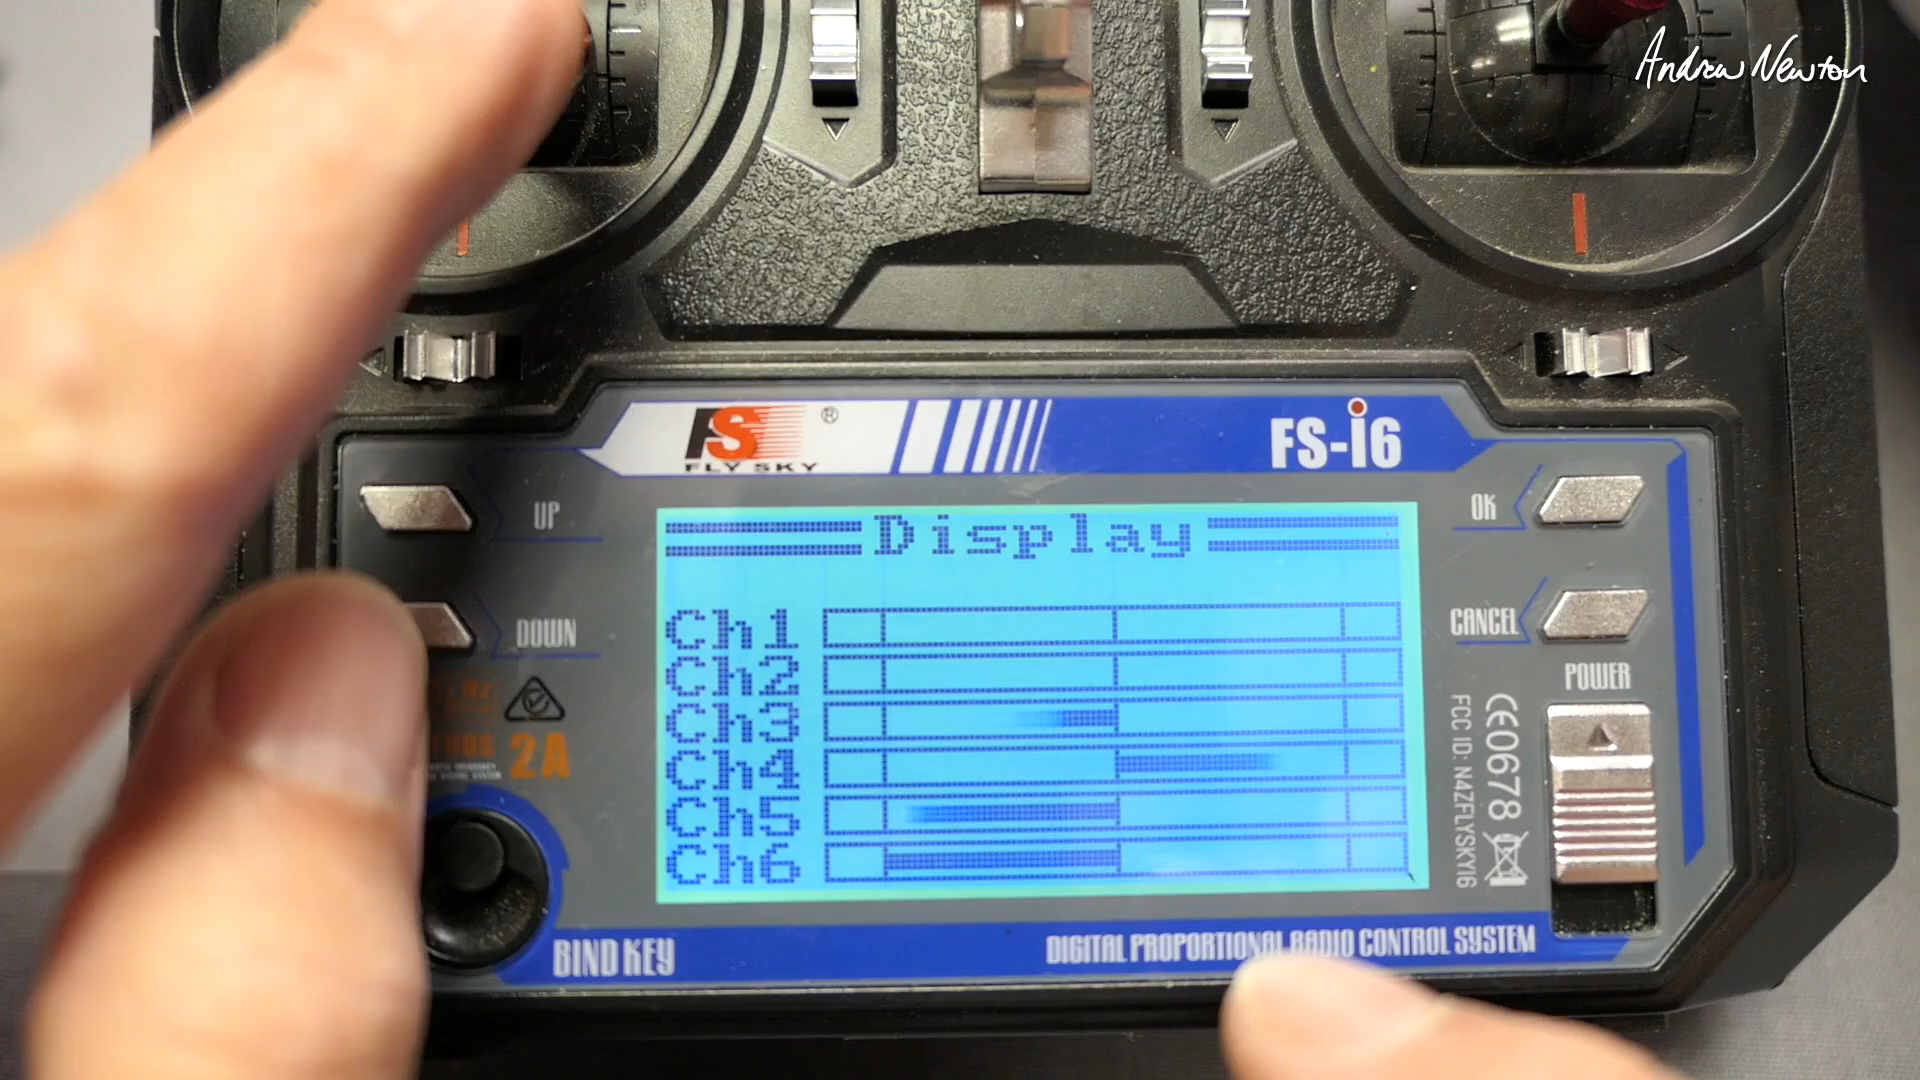 Andrew Newton
FS
®
FLY SKY
FS-i6
UP
OK
Display
DOWN
CANCEL
Ch1
Ch2
Ch3
Ch4
Ch5
Ch6
POWER
2A
CE0678
FCC ID: N4ZFLYSKYI6
BIND KEY
DIGITAL PROPORTIONAL RADIO CONTROL SYSTEM